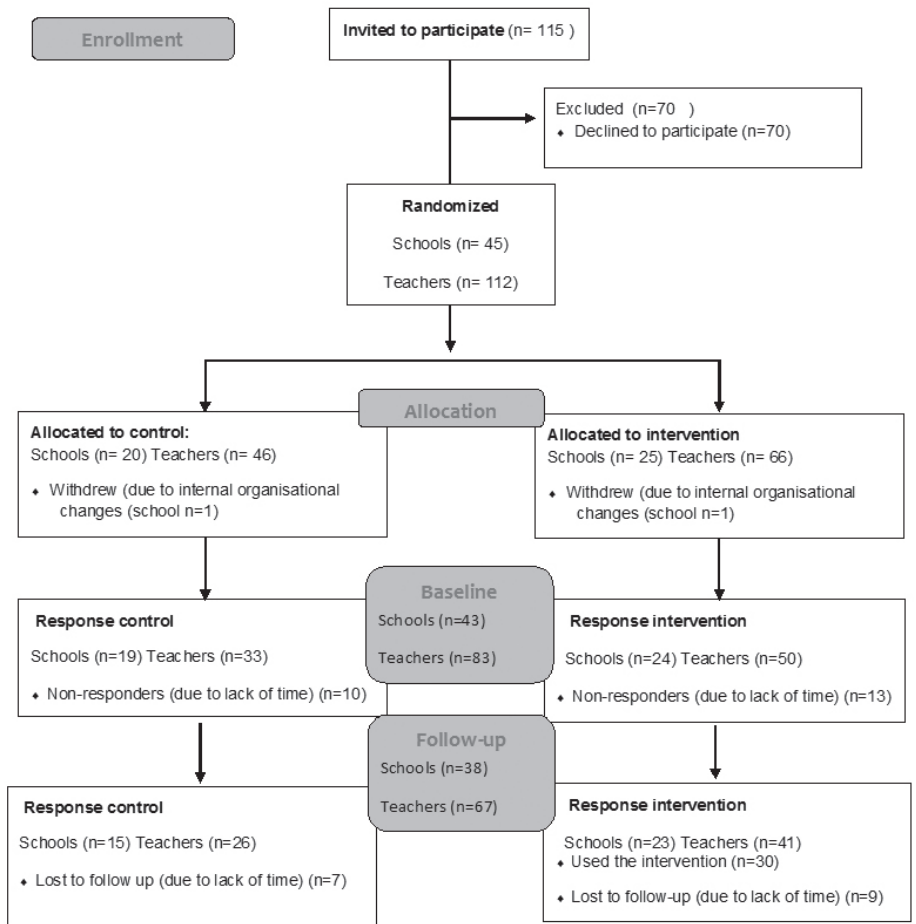 Enrollment
Invited to participate (n= 115 )
Excluded (n=70 )
⬧ Declined to participate (n=70)
Randomized
Schools (n= 45)
Teachers (n= 112)
Allocation
Allocated to control:
Schools (n= 20) Teachers (n= 46)
⬧ Withdrew (due to internal organisational
changes (school n=1)
Allocated to intervention
Schools (n= 25) Teachers (n= 66)
⬧ Withdrew (due to internal organisational
changes (school n=1)
Baseline
Schools (n=43)
Teachers (n=83)
Response control
Schools (n=19) Teachers (n=33)
⬧ Non-responders (due to lack of time) (n=10)
Response intervention
Schools (n=24) Teachers (n=50)
⬧ Non-responders (due to lack of time) (n=13)
Follow-up
Schools (n=38)
Teachers (n=67)
Response control
Schools (n=15) Teachers (n=26)
⬧ Lost to follow up (due to lack of time) (n=7)
Response intervention
Schools (n=23) Teachers (n=41)
⬧ Used the intervention (n=30)
⬧ Lost to follow-up (due to lack of time) (n=9)